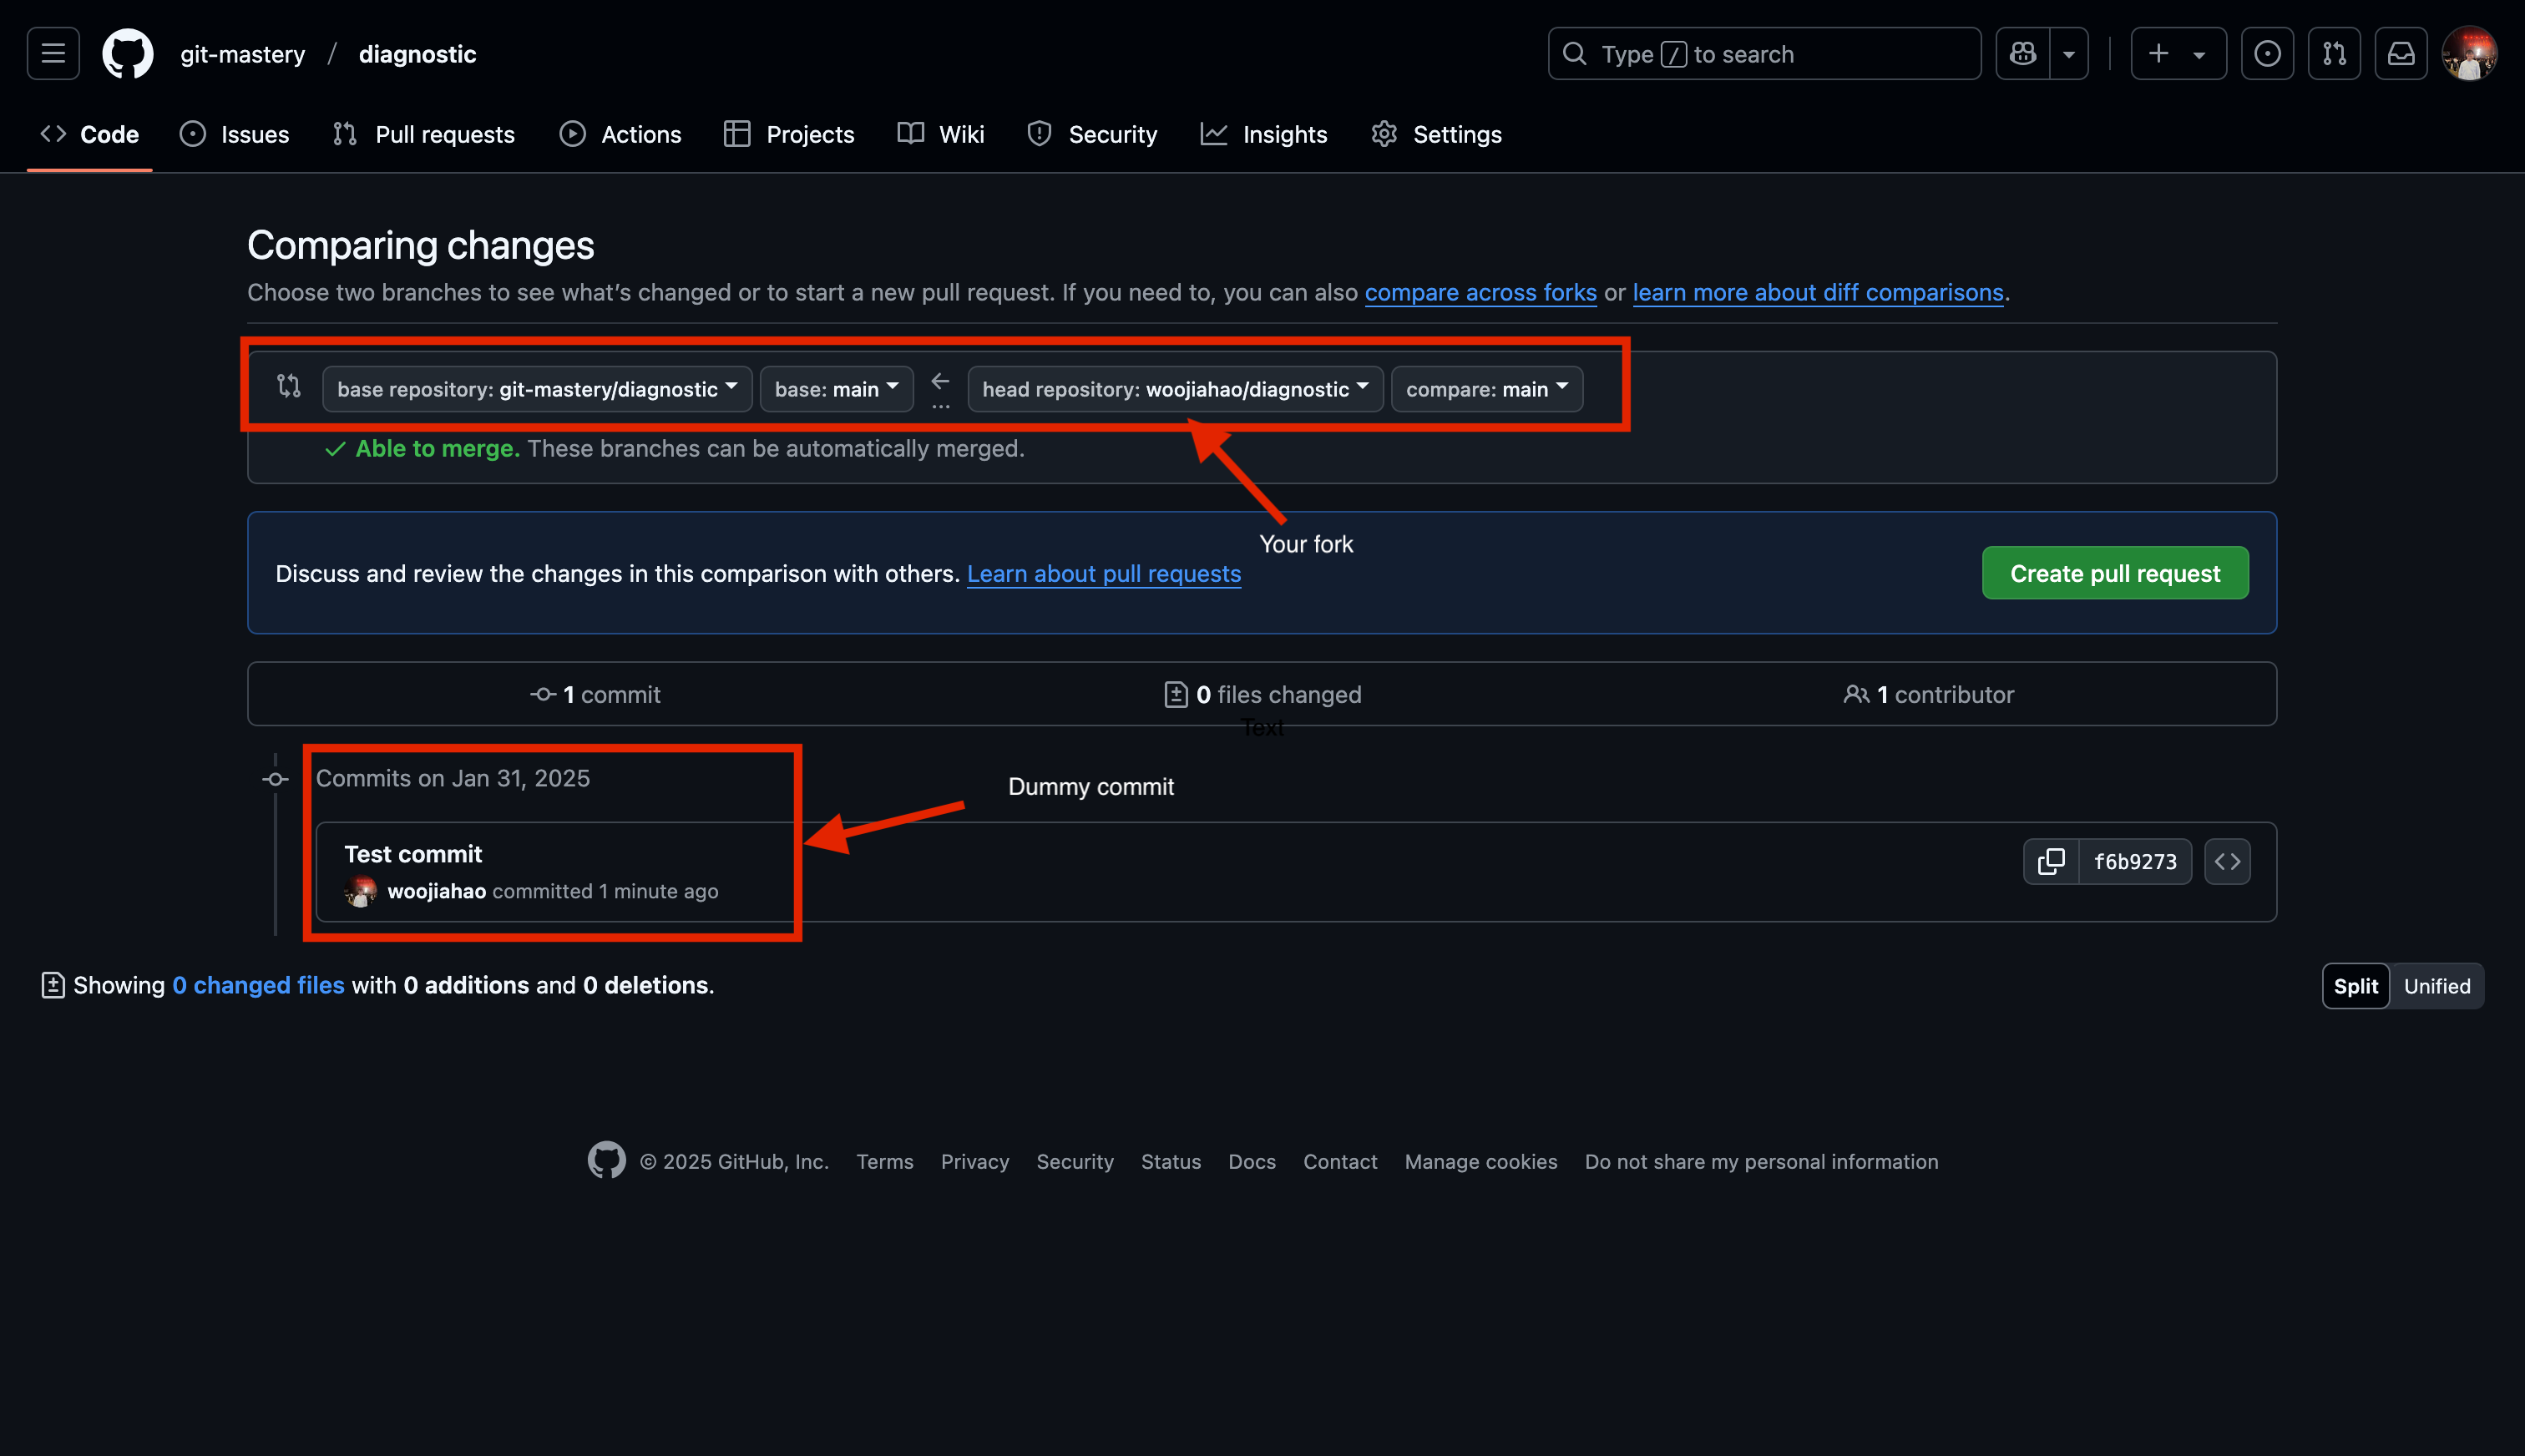 git-mastery / diagnostic
Type / to search
Code Issues Pull requests Actions Projects Wiki Security Insights Settings
Comparing changes
Choose two branches to see what’s changed or to start a new pull request. If you need to, you can also compare across forks or learn more about diff comparisons.
base repository: git-mastery/diagnostic base: main ← ... head repository: woojiahao/diagnostic compare: main
Able to merge. These branches can be automatically merged.
Your fork
Discuss and review the changes in this comparison with others. Learn about pull requests
Create pull request
1 commit 0 files changed 1 contributor
Text
Commits on Jan 31, 2025
Dummy commit
Test commit
f6b9273
woojiahao committed 1 minute ago
Showing 0 changed files with 0 additions and 0 deletions.
Split Unified
© 2025 GitHub, Inc. Terms Privacy Security Status Docs Contact Manage cookies Do not share my personal information